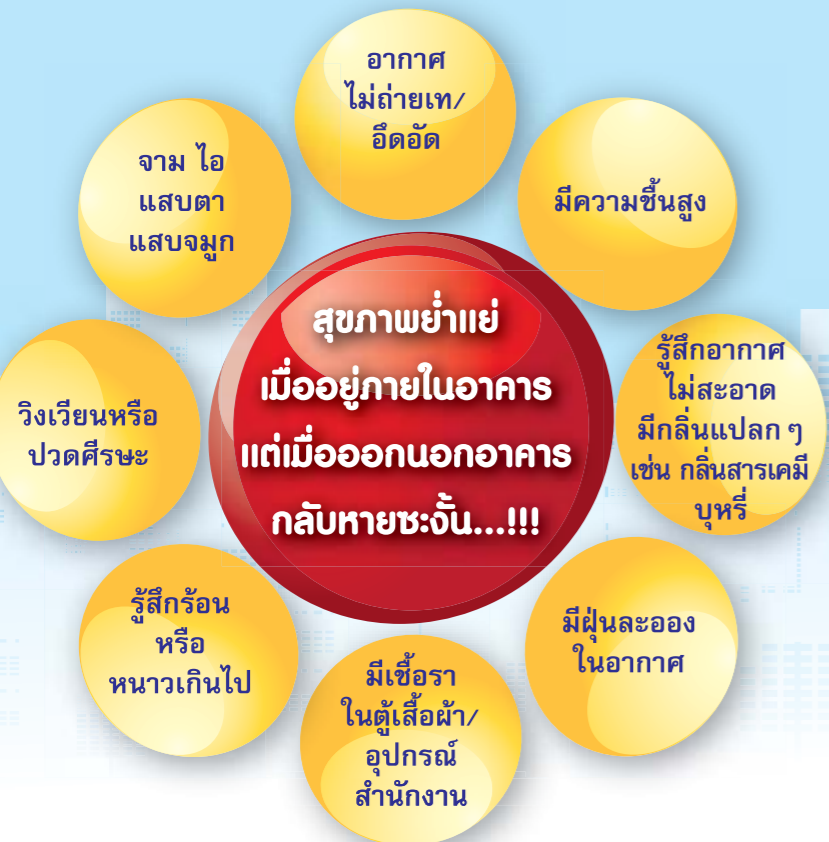 อากาศ
ไม่ถ่ายเท/
อึดอัด
มีความชื้นสูง
รู้สึกอากาศ
ไม่สะอาด
มีกลิ่นแปลก ๆ
เช่น กลิ่นสารเคมี
บุหรี่
มีฝุ่นละออง
ในอากาศ
มีเชื้อรา
ในตู้เสื้อผ้า/
อุปกรณ์
สำนักงาน
รู้สึกร้อน
หรือ
หนาวเกินไป
วิงเวียนหรือ
ปวดศีรษะ
จาม ไอ
แสบตา
แสบจมูก
สุขภาพย่ำแย่
เมื่ออยู่ภายในอาคาร
แต่เมื่อออกนอกอาคาร
กลับหายซะงั้น...!!!